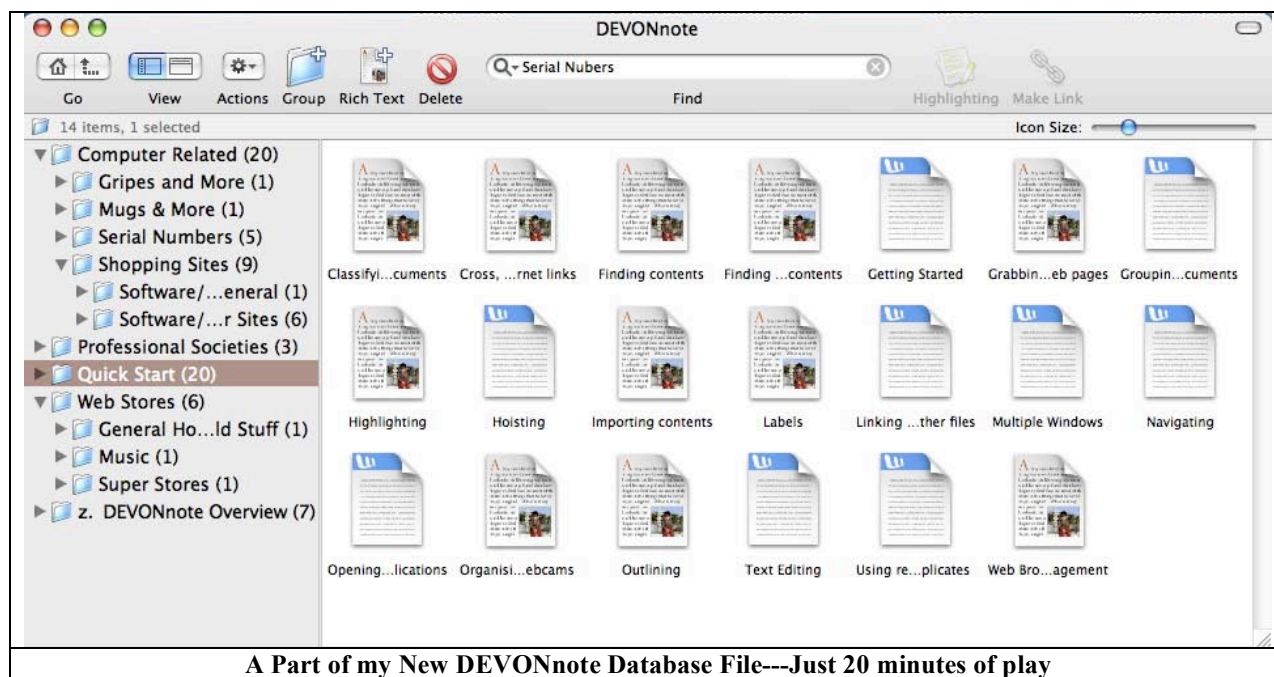 DEVONnote
Serial Nubers
Go View Actions Group Rich Text Delete Find Highlighting Make Link
14 items, 1 selected Icon Size:
Computer Related (20)
Gripes and More (1)
Mugs & More (1)
Serial Numbers (5)
Shopping Sites (9)
Software/...eneral (1)
Software/...r Sites (6)
Professional Societies (3)
Quick Start (20)
Web Stores (6)
General Ho...ld Stuff (1)
Music (1)
Super Stores (1)
z. DEVONnote Overview (7)
Classifyi...cuments Cross, ...rnet links Finding contents Finding ...contents Getting Started Grabbin...eb pages Groupin...cuments
Highlighting Hoisting Importing contents Labels Linking ...ther files Multiple Windows Navigating
Opening...lications Organisi...ebcams Outlining Text Editing Using re...plicates Web Bro...agement
A Part of my New DEVONnote Database File---Just 20 minutes of play